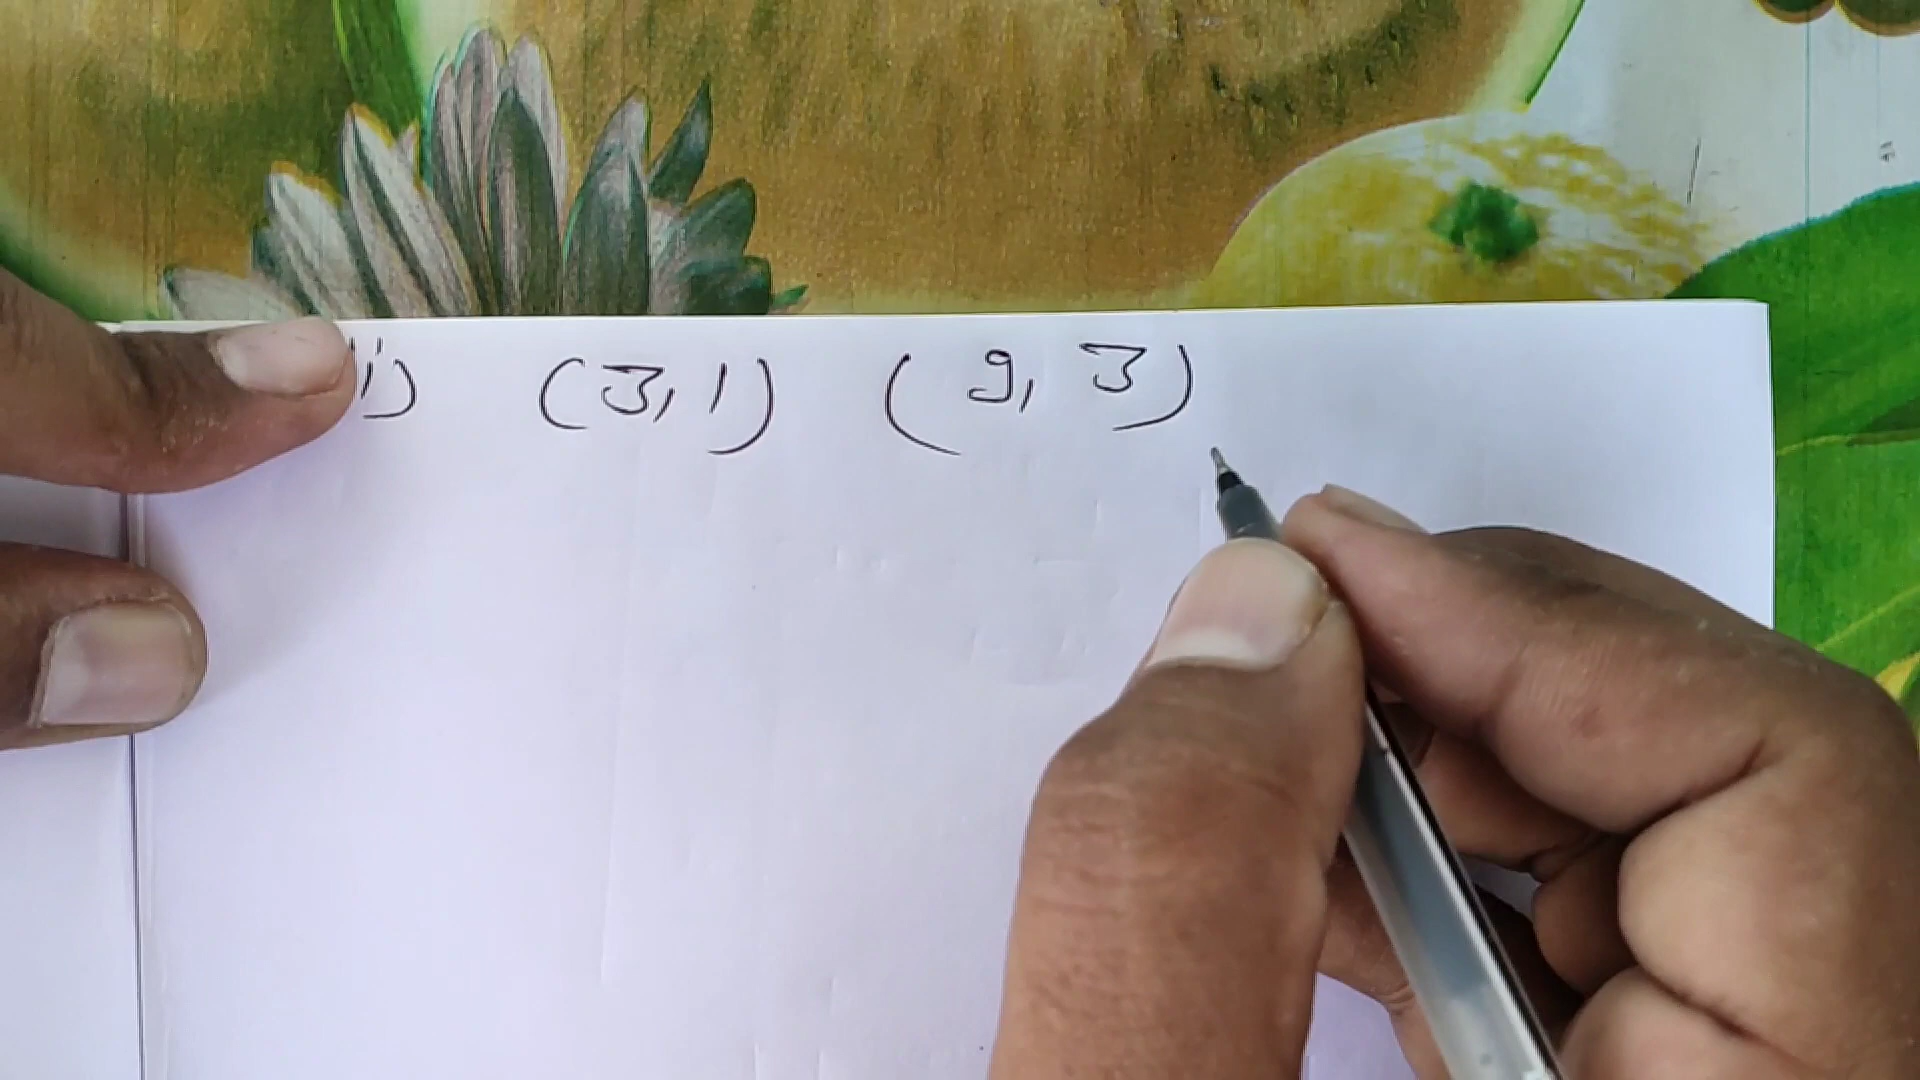 i) (3, 1) (9, 3)